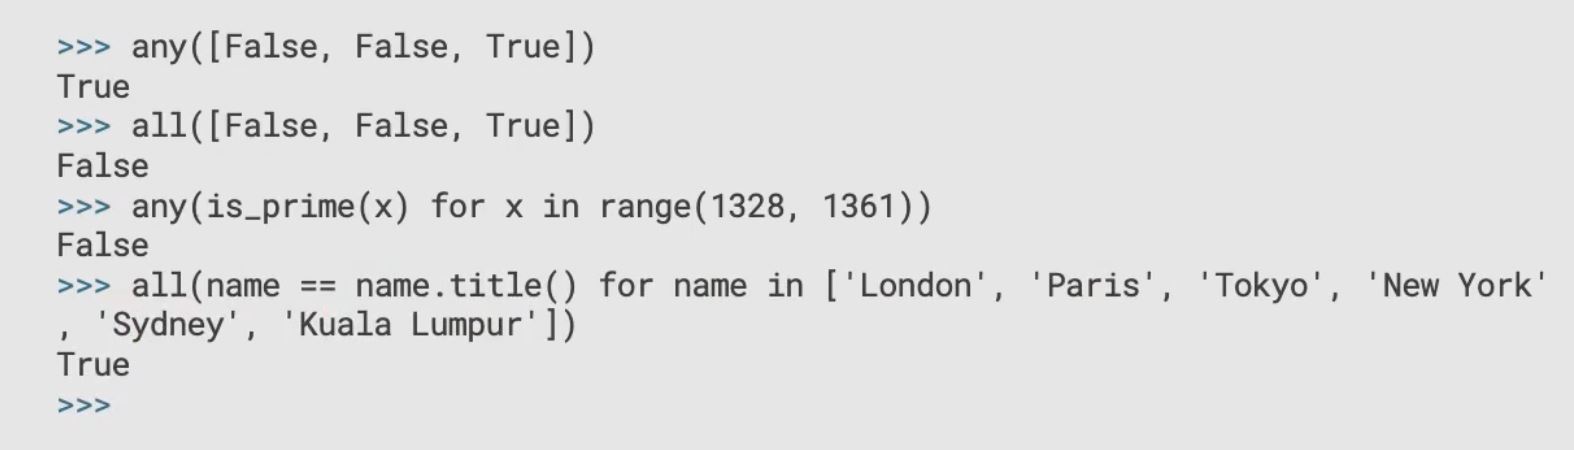 >>> any([False, False, True])
True
>>> all([False, False, True])
False
>>> any(is_prime(x) for x in range(1328, 1361))
False
>>> all(name == name.title() for name in ['London', 'Paris', 'Tokyo', 'New York'
, 'Sydney', 'Kuala Lumpur'])
True
>>>